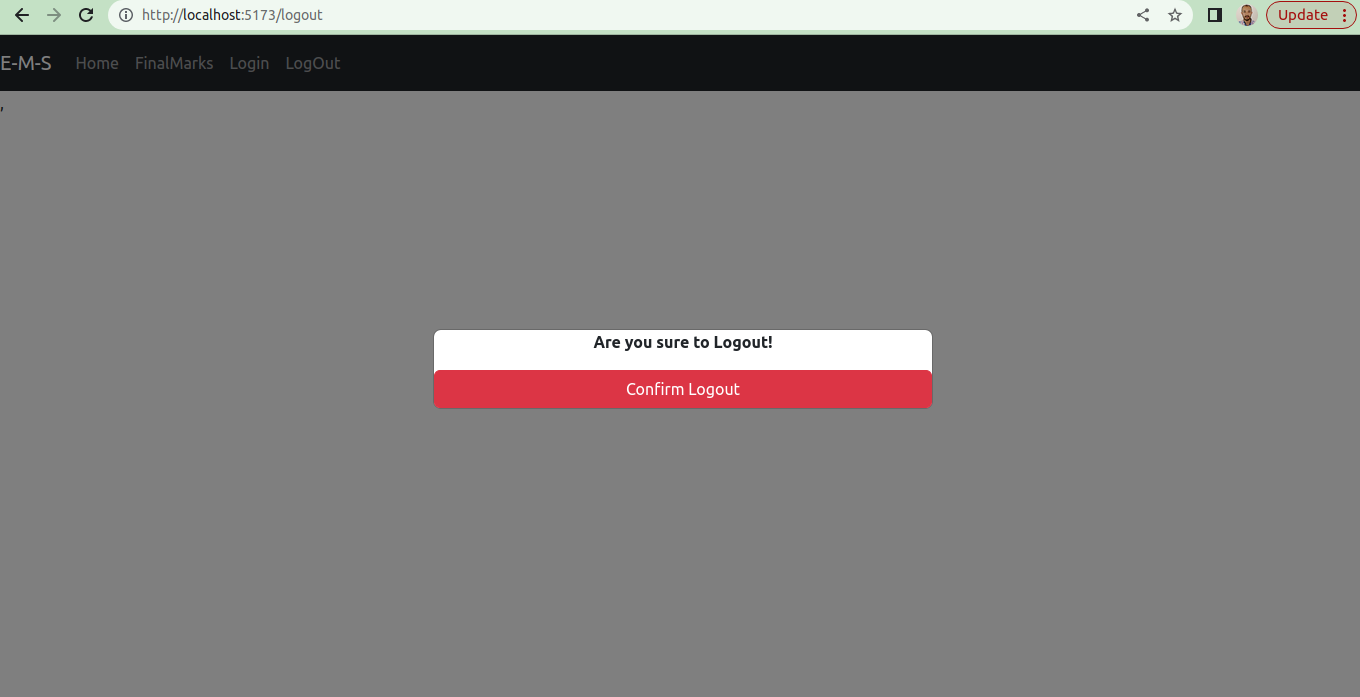 http://localhost:5173/logout
Update
E-M-S Home FinalMarks Login LogOut
,
Are you sure to Logout!
Confirm Logout